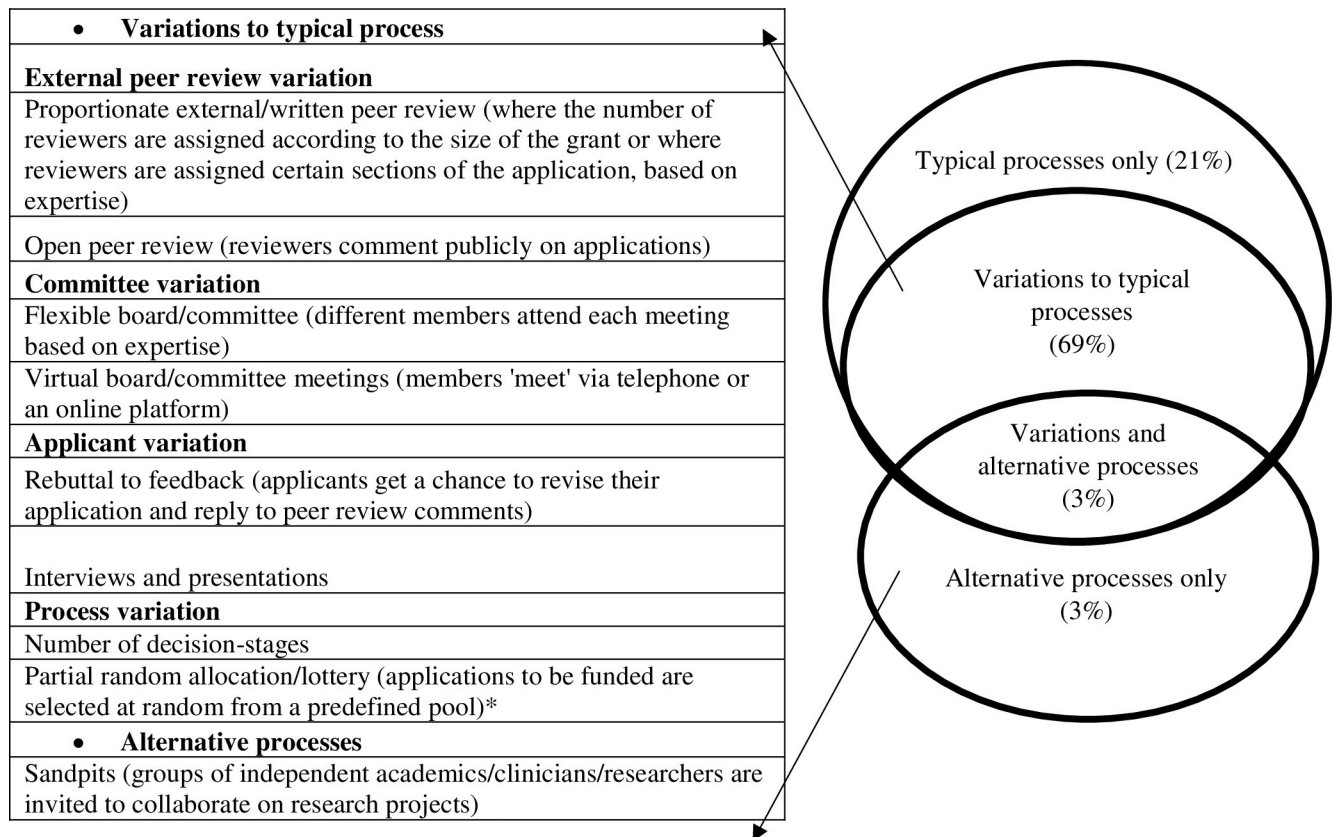 • Variations to typical process
External peer review variation
Proportionate external/written peer review (where the number of
reviewers are assigned according to the size of the grant or where
reviewers are assigned certain sections of the application, based on
expertise)
Open peer review (reviewers comment publicly on applications)
Committee variation
Flexible board/committee (different members attend each meeting
based on expertise)
Virtual board/committee meetings (members 'meet' via telephone or
an online platform)
Applicant variation
Rebuttal to feedback (applicants get a chance to revise their
application and reply to peer review comments)
Interviews and presentations
Process variation
Number of decision-stages
Partial random allocation/lottery (applications to be funded are
selected at random from a predefined pool)*
• Alternative processes
Sandpits (groups of independent academics/clinicians/researchers are
invited to collaborate on research projects)
Typical processes only (21%)
Variations to typical
processes
(69%)
Variations and
alternative processes
(3%)
Alternative processes only
(3%)